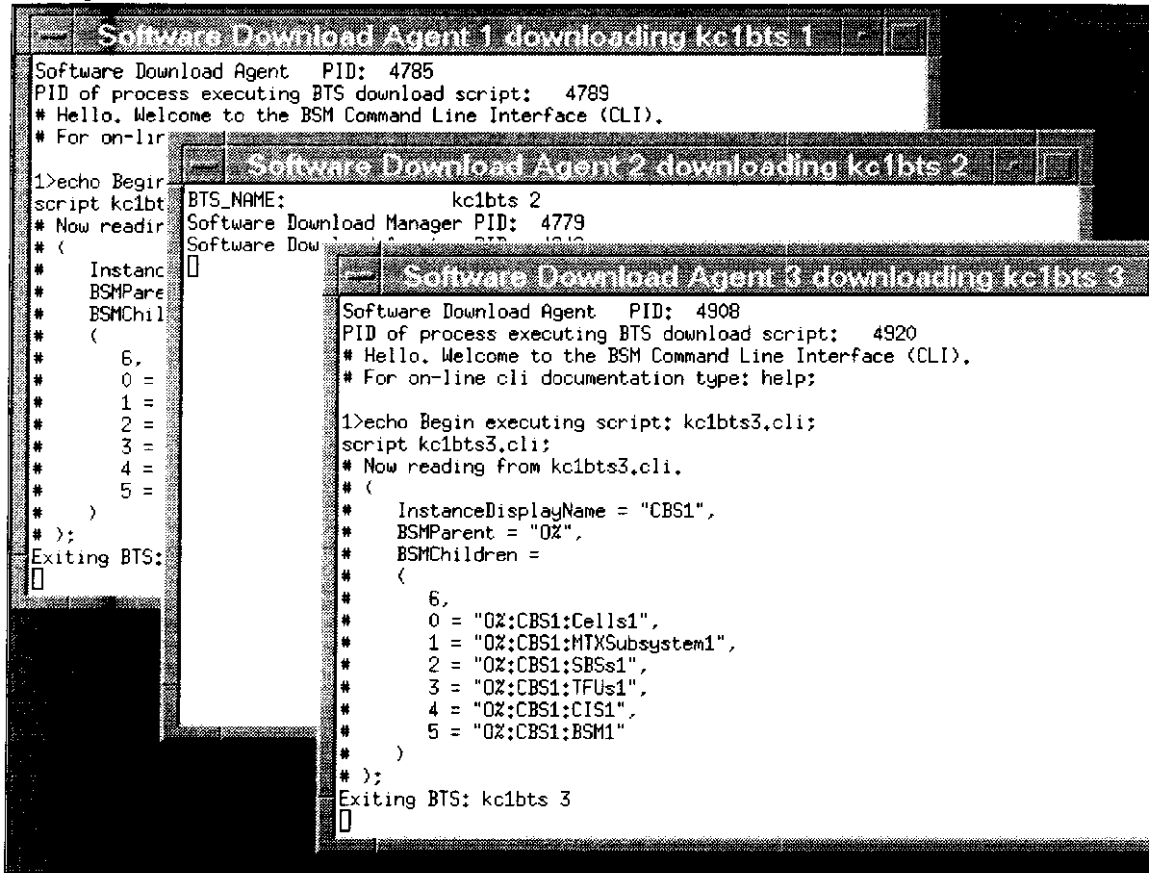 Software Download Agent 1 downloading kc1bts 1
Software Download Agent PID: 4785
PID of process executing BTS download script: 4789
# Hello. Welcome to the BSM Command Line Interface (CLI).
# For on-lin
1>echo Begin
script kc1bt
# Now readin
# (
# Instanc
# BSMPare
# BSMChil
# (
# 6,
# 0 =
# 1 =
# 2 =
# 3 =
# 4 =
# 5 =
# )
# );
Exiting BTS:
Software Download Agent 2 downloading kc1bts 2
BTS_NAME: kc1bts 2
Software Download Manager PID: 4779
Software Dow
Software Download Agent 3 downloading kc1bts 3
Software Download Agent PID: 4908
PID of process executing BTS download script: 4920
# Hello. Welcome to the BSM Command Line Interface (CLI).
# For on-line cli documentation type: help;
1>echo Begin executing script: kc1bts3.cli;
script kc1bts3.cli;
# Now reading from kc1bts3.cli.
# (
# InstanceDisplayName = "CBS1",
# BSMParent = "0%",
# BSMChildren =
# (
# 6,
# 0 = "0%:CBS1:Cells1",
# 1 = "0%:CBS1:MTXSubsystem1",
# 2 = "0%:CBS1:SBSs1",
# 3 = "0%:CBS1:TFUs1",
# 4 = "0%:CBS1:CIS1",
# 5 = "0%:CBS1:BSM1"
# )
# );
Exiting BTS: kc1bts 3